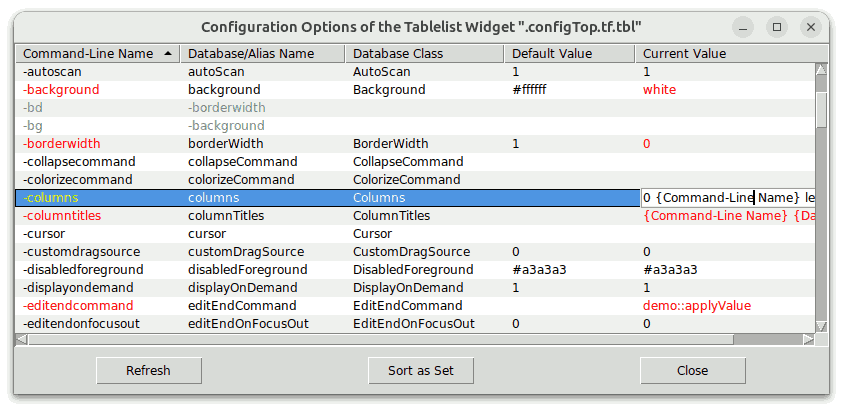 Configuration Options of the Tablelist Widget ".configTop.tf.tbl"
Command-Line Name Database/Alias Name Database Class Default Value Current Value
-autoscan autoScan AutoScan 1 1
-background background Background #ffffff white
-bd -borderwidth
-bg -background
-borderwidth borderWidth BorderWidth 1 0
-collapsecommand collapseCommand CollapseCommand
-colorizecommand colorizeCommand ColorizeCommand
-columns columns Columns 0 {Command-Line Name} le
-columntitles columnTitles ColumnTitles {Command-Line Name} {Da
-cursor cursor Cursor
-customdragsource customDragSource CustomDragSource 0 0
-disabledforeground disabledForeground DisabledForeground #a3a3a3 #a3a3a3
-displayondemand displayOnDemand DisplayOnDemand 1 1
-editendcommand editEndCommand EditEndCommand demo::applyValue
-editendonfocusout editEndOnFocusOut EditEndOnFocusOut 0 0
Refresh Sort as Set Close